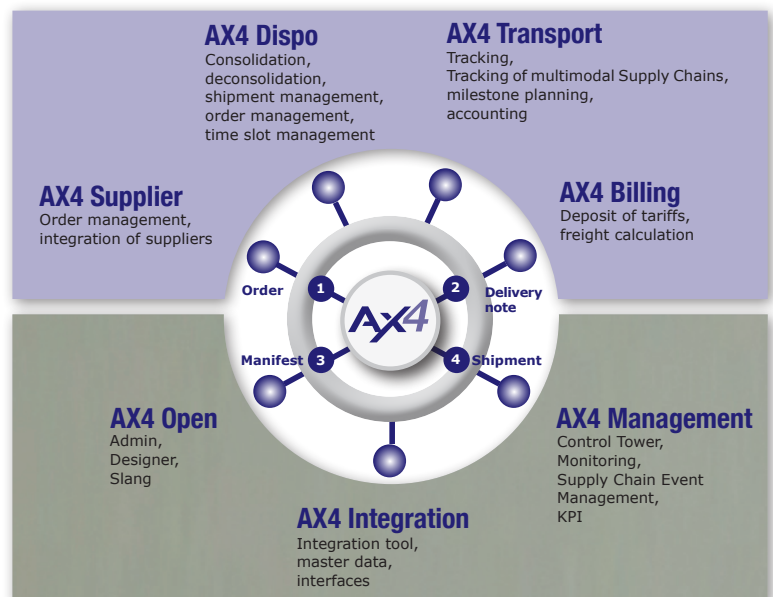 AX4 Dispo
Consolidation,
deconsolidation,
shipment management,
order management,
time slot management
AX4 Transport
Tracking,
Tracking of multimodal Supply Chains,
milestone planning,
accounting
AX4 Supplier
Order management,
integration of suppliers
AX4 Billing
Deposit of tariffs,
freight calculation
Order
1
2
Delivery
note
AX4
Manifest
3
4
Shipment
AX4 Open
Admin,
Designer,
Slang
AX4 Management
Control Tower,
Monitoring,
Supply Chain Event
Management,
KPI
AX4 Integration
Integration tool,
master data,
interfaces